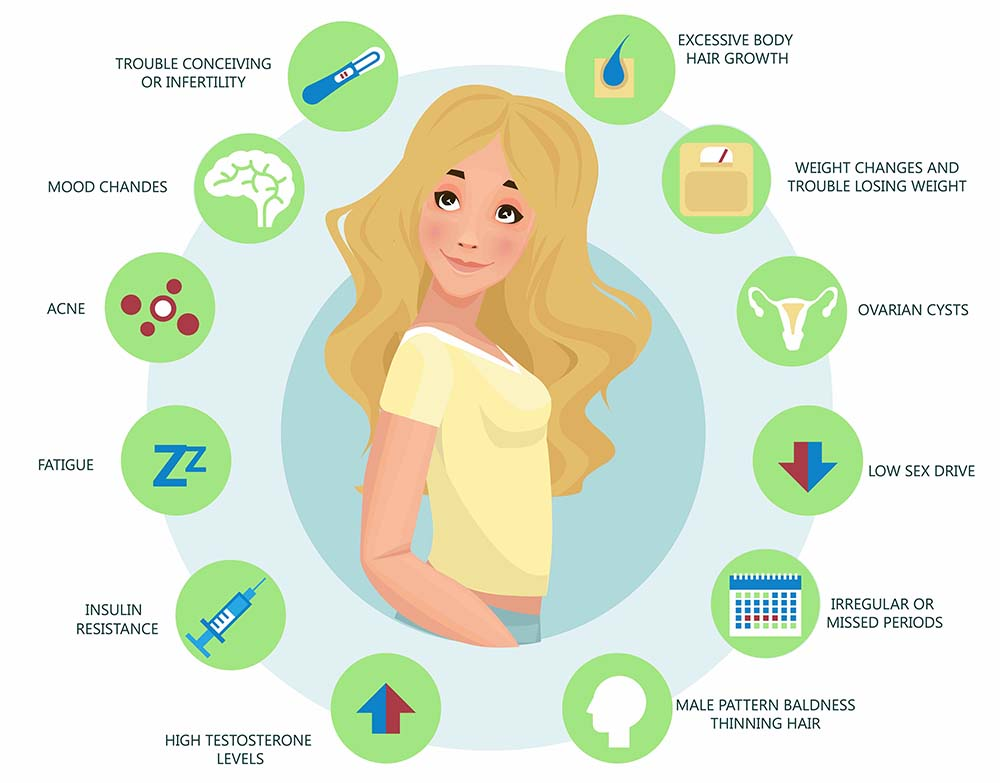 TROUBLE CONCEIVING
OR INFERTILITY
EXCESSIVE BODY
HAIR GROWTH
MOOD CHANDES
WEIGHT CHANGES AND
TROUBLE LOSING WEIGHT
ACNE
OVARIAN CYSTS
FATIGUE
ZZ
LOW SEX DRIVE
INSULIN
RESISTANCE
IRREGULAR OR
MISSED PERIODS
HIGH TESTOSTERONE
LEVELS
MALE PATTERN BALDNESS
THINNING HAIR